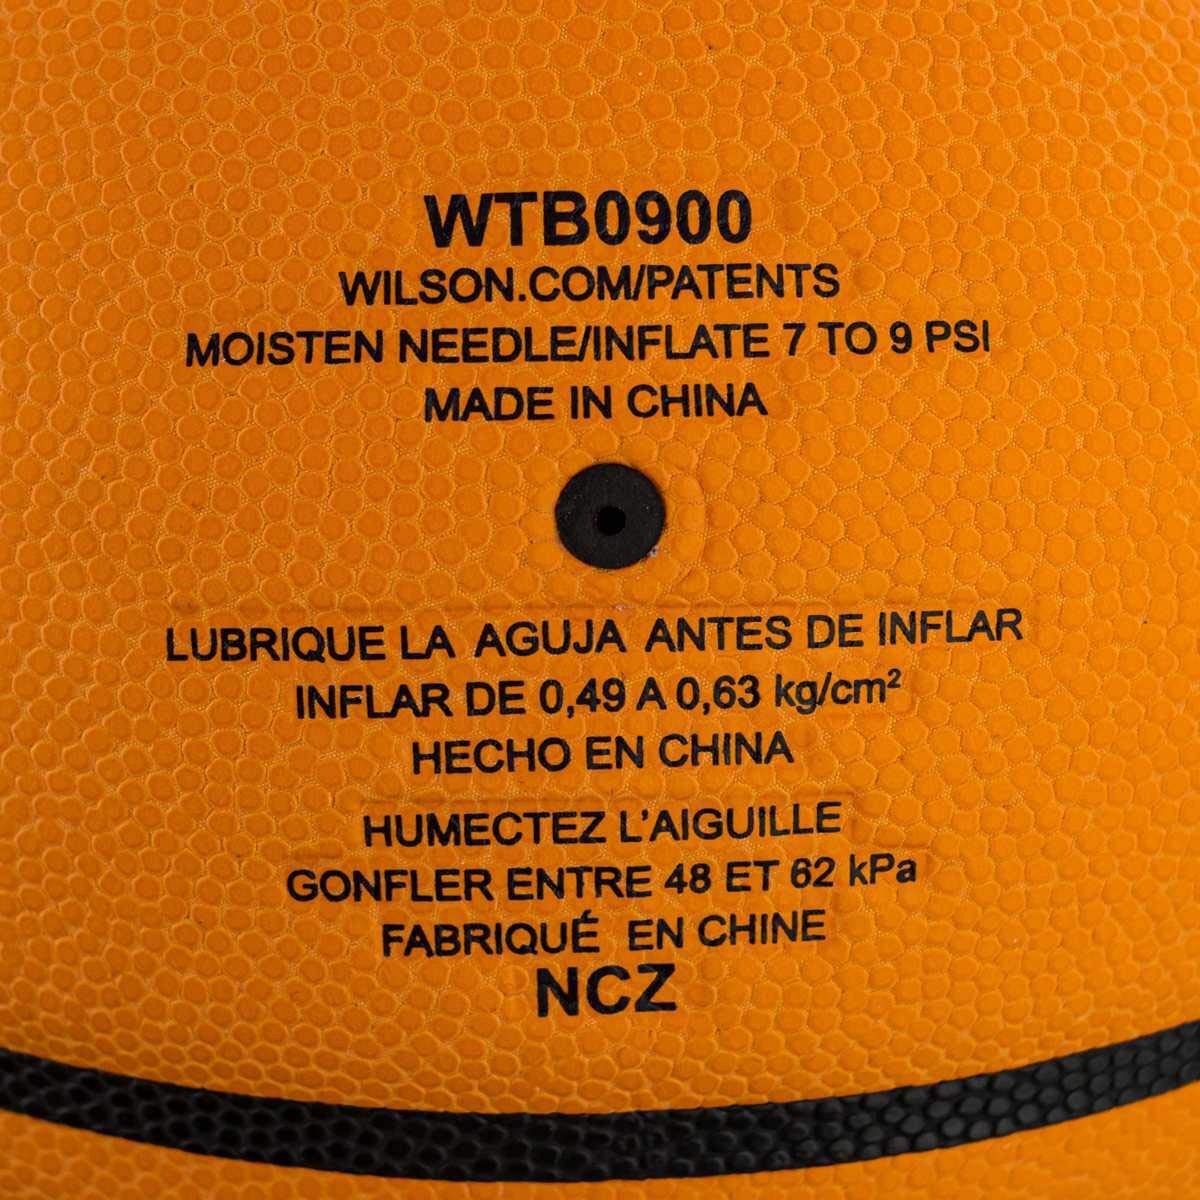 WTB0900
WILSON.COM/PATENTS
MOISTEN NEEDLE/INFLATE 7 TO 9 PSI
MADE IN CHINA
LUBRIQUE LA AGUJA ANTES DE INFLAR
INFLAR DE 0,49 A 0,63 kg/cm²
HECHO EN CHINA
HUMECTEZ L'AIGUILLE
GONFLER ENTRE 48 ET 62 kPa
FABRIQUÉ EN CHINE
NCZ